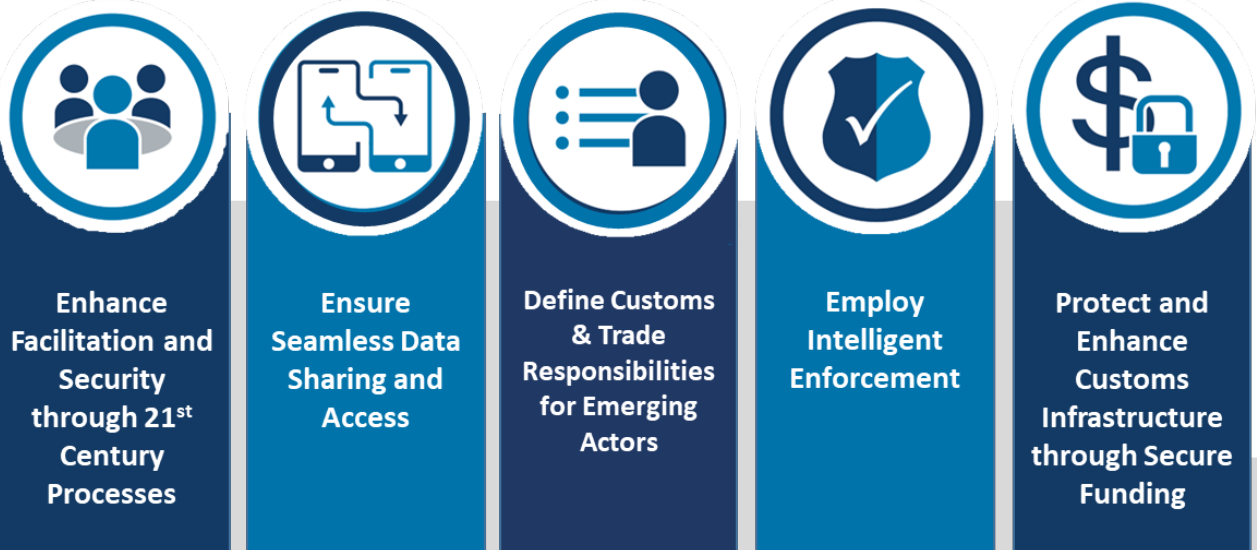 Enhance
Facilitation and
Security
through 21st
Century
Processes
Ensure
Seamless Data
Sharing and
Access
Define Customs
& Trade
Responsibilities
for Emerging
Actors
Employ
Intelligent
Enforcement
Protect and
Enhance
Customs
Infrastructure
through Secure
Funding